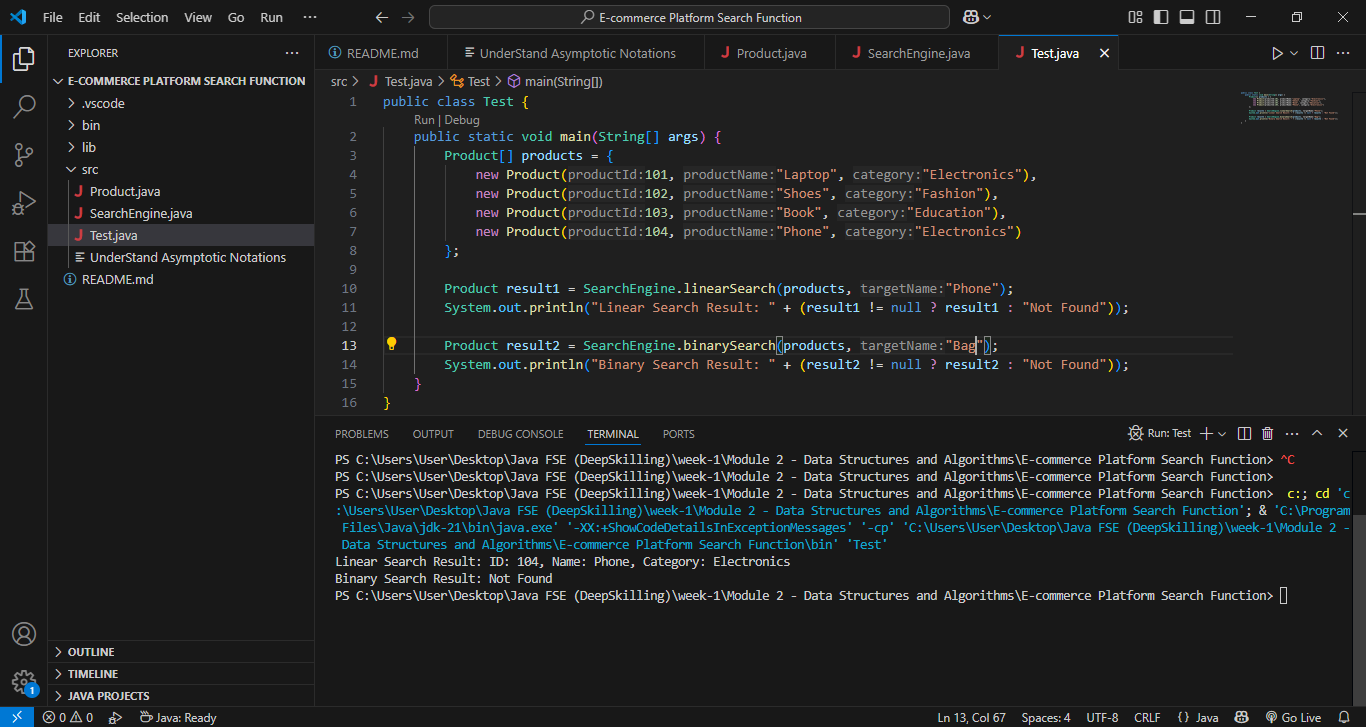 File Edit Selection View Go Run ··· E-commerce Platform Search Function
EXPLORER ···
E-COMMERCE PLATFORM SEARCH FUNCTION
.vscode
bin
lib
src
J Product.java
J SearchEngine.java
J Test.java
UnderStand Asymptotic Notations
README.md
OUTLINE
TIMELINE
JAVA PROJECTS
README.md UnderStand Asymptotic Notations J Product.java J SearchEngine.java J Test.java
src > J Test.java > Test > main(String[])
1 public class Test {
Run | Debug
2 public static void main(String[] args) {
3 Product[] products = {
4 new Product(productId:101, productName:"Laptop", category:"Electronics"),
5 new Product(productId:102, productName:"Shoes", category:"Fashion"),
6 new Product(productId:103, productName:"Book", category:"Education"),
7 new Product(productId:104, productName:"Phone", category:"Electronics")
8 };
9
10 Product result1 = SearchEngine.linearSearch(products, targetName:"Phone");
11 System.out.println("Linear Search Result: " + (result1 != null ? result1 : "Not Found"));
12
13 Product result2 = SearchEngine.binarySearch(products, targetName:"Bag");
14 System.out.println("Binary Search Result: " + (result2 != null ? result2 : "Not Found"));
15 }
16 }
PROBLEMS OUTPUT DEBUG CONSOLE TERMINAL PORTS Run: Test
PS C:\Users\User\Desktop\Java FSE (DeepSkilling)\week-1\Module 2 - Data Structures and Algorithms\E-commerce Platform Search Function> ^C
PS C:\Users\User\Desktop\Java FSE (DeepSkilling)\week-1\Module 2 - Data Structures and Algorithms\E-commerce Platform Search Function>
PS C:\Users\User\Desktop\Java FSE (DeepSkilling)\week-1\Module 2 - Data Structures and Algorithms\E-commerce Platform Search Function> c:; cd 'c
:\Users\User\Desktop\Java FSE (DeepSkilling)\week-1\Module 2 - Data Structures and Algorithms\E-commerce Platform Search Function'; & 'C:\Program
Files\Java\jdk-21\bin\java.exe' '-XX:+ShowCodeDetailsInExceptionMessages' '-cp' 'C:\Users\User\Desktop\Java FSE (DeepSkilling)\week-1\Module 2 -
Data Structures and Algorithms\E-commerce Platform Search Function\bin' 'Test'
Linear Search Result: ID: 104, Name: Phone, Category: Electronics
Binary Search Result: Not Found
PS C:\Users\User\Desktop\Java FSE (DeepSkilling)\week-1\Module 2 - Data Structures and Algorithms\E-commerce Platform Search Function>
1
0 0 Java: Ready Ln 13, Col 67 Spaces: 4 UTF-8 CRLF {} Java Go Live